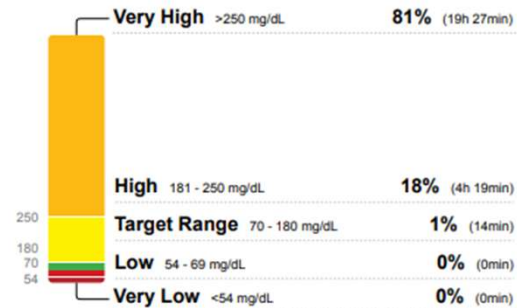 Very High >250 mg/dL 81% (19h 27min)
High 181 - 250 mg/dL 18% (4h 19min)
250
Target Range 70 - 180 mg/dL 1% (14min)
180
70
Low 54 - 69 mg/dL 0% (0min)
54
Very Low <54 mg/dL 0% (0min)